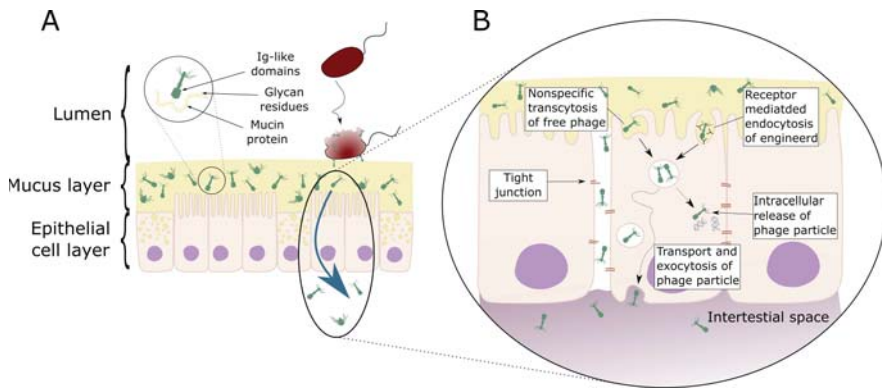 A
Ig-like
domains
Glycan
residues
Mucin
protein
Lumen
Mucus layer
Epithelial
cell layer
B
Nonspecific
transcytosis
of free phage
Receptor
mediatded
endocytosis
of engineerd
Tight
junction
Intracellular
release of
phage particle
Transport and
exocytosis of
phage particle
Intertestial space